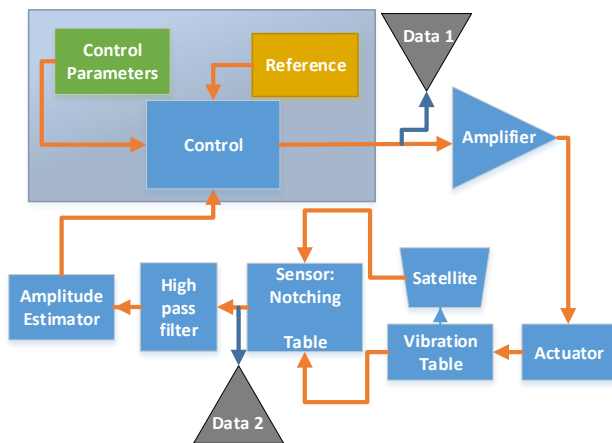 Control
Parameters
Reference
Data 1
Control
Amplifier
Amplitude
Estimator
High
pass
filter
Sensor:
Notching
Table
Satellite
Vibration
Table
Actuator
Data 2